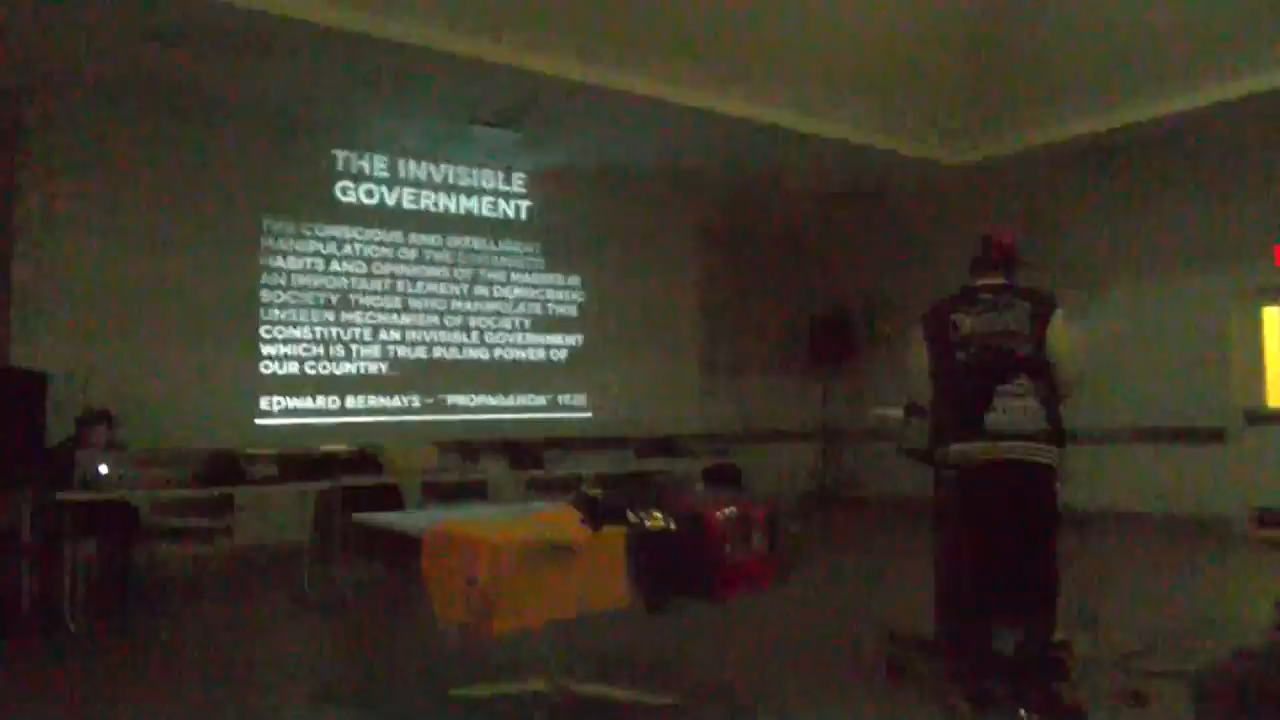 THE INVISIBLE
GOVERNMENT
THE CONSCIOUS AND INTELLIGENT
MANIPULATION OF THE
HABITS AND OPINIONS OF THE MASSES IS
AN IMPORTANT ELEMENT IN DEMOCRATIC
SOCIETY. THOSE WHO MANIPULATE THIS
UNSEEN MECHANISM OF SOCIETY
CONSTITUTE AN INVISIBLE GOVERNMENT
WHICH IS THE TRUE RULING POWER OF
OUR COUNTRY.
EDWARD BERNAYS - "PROPAGANDA" 1928